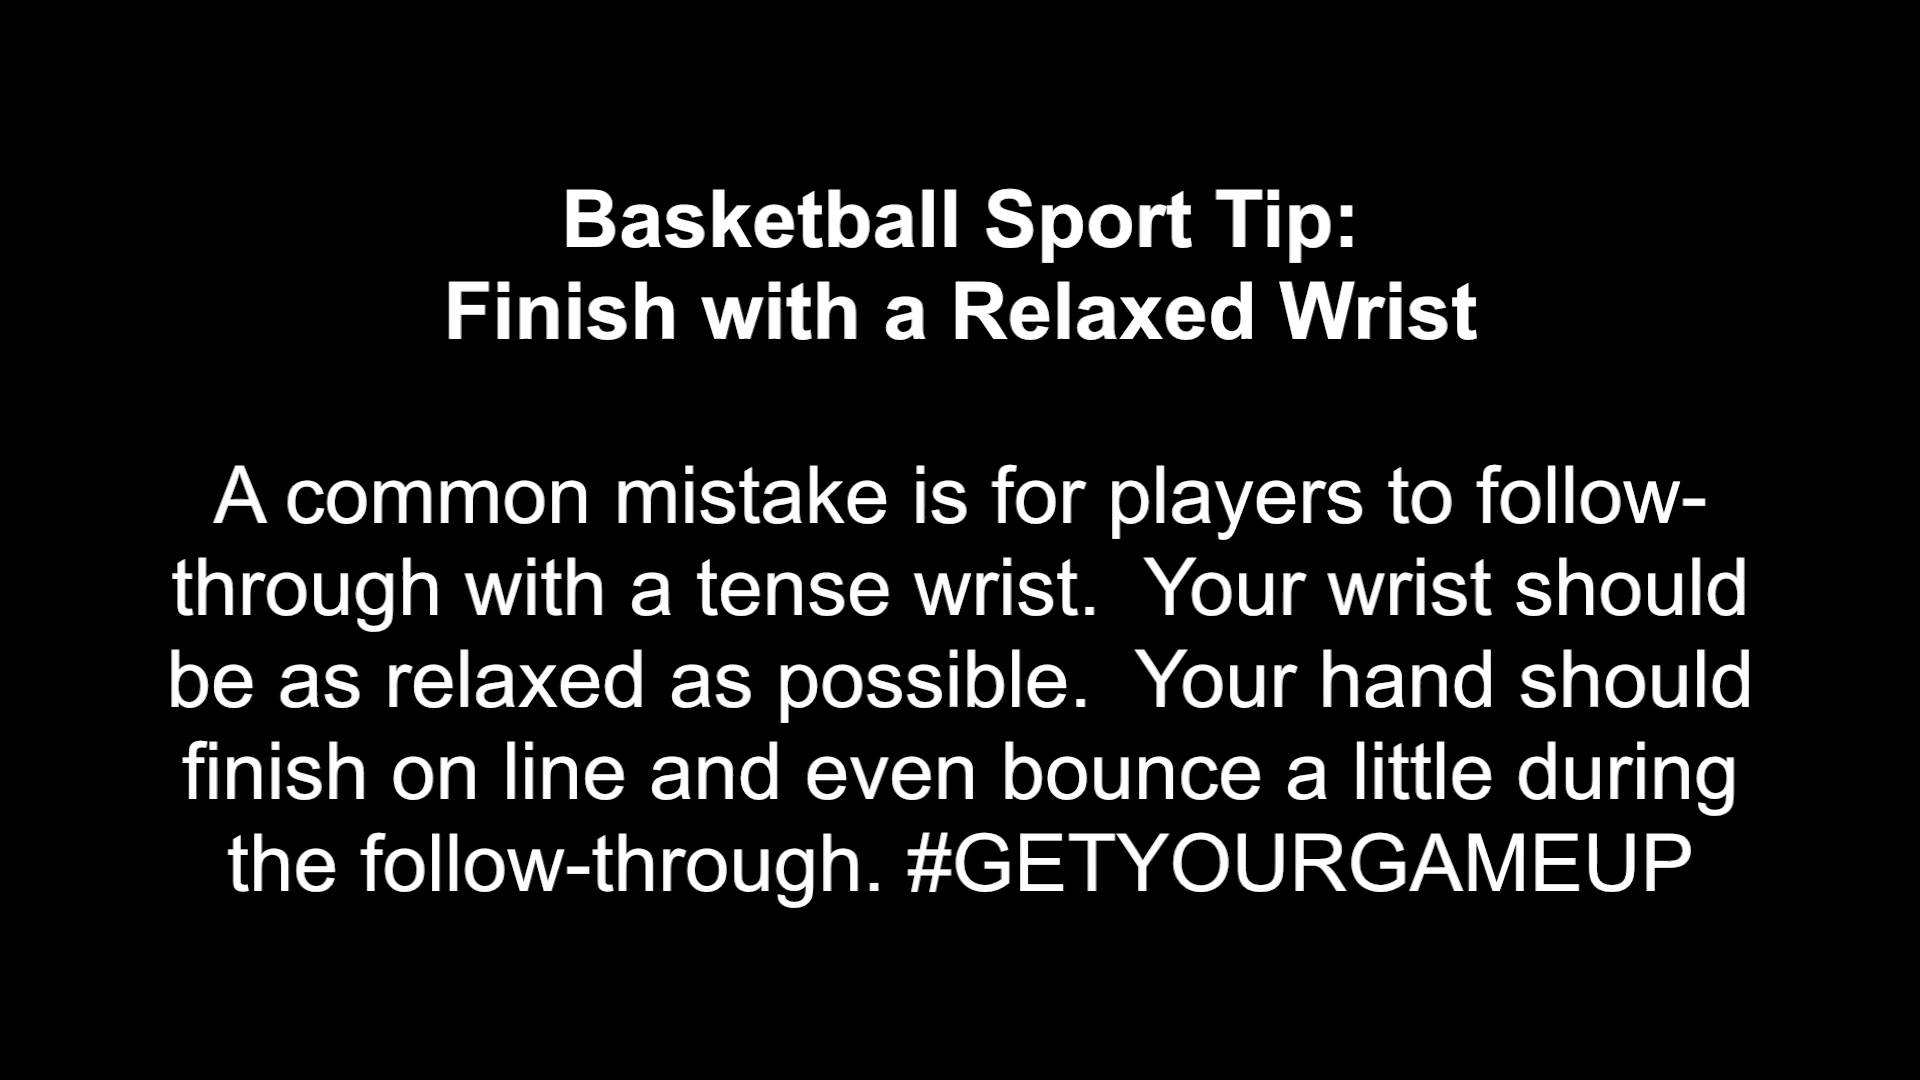 Basketball Sport Tip:
Finish with a Relaxed Wrist
A common mistake is for players to follow-
through with a tense wrist.  Your wrist should
be as relaxed as possible.  Your hand should
finish on line and even bounce a little during
the follow-through. #GETYOURGAMEUP